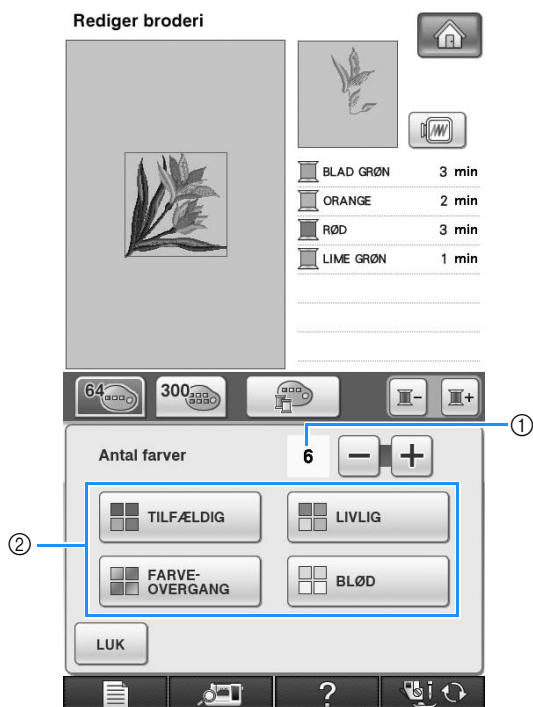 Rediger broderi
BLAD GRØN 3 min
ORANGE 2 min
RØD 3 min
LIME GRØN 1 min
64 300
Antal farver 6 − +
①
TILFÆLDIG LIVLIG
②
FARVE-
OVERGANG
BLØD
LUK
?